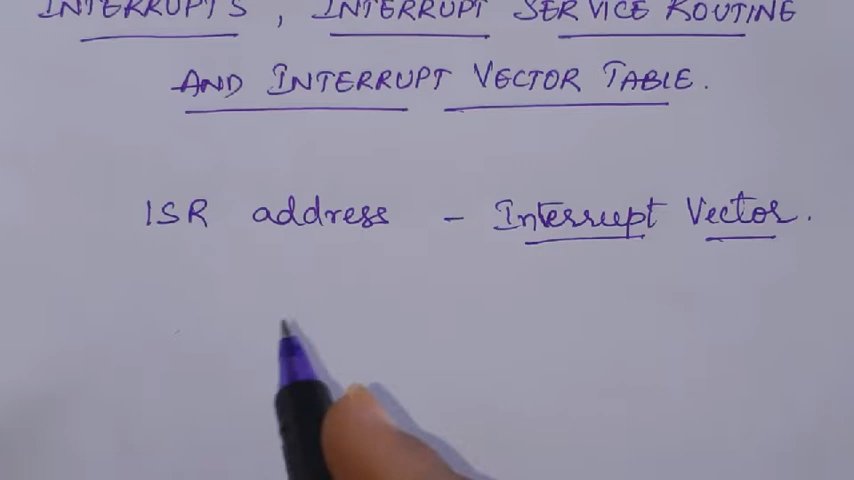 INTERRUPTS, INTERRUPT SERVICE ROUTINE
AND INTERRUPT VECTOR TABLE.
ISR address - Interrupt Vector.